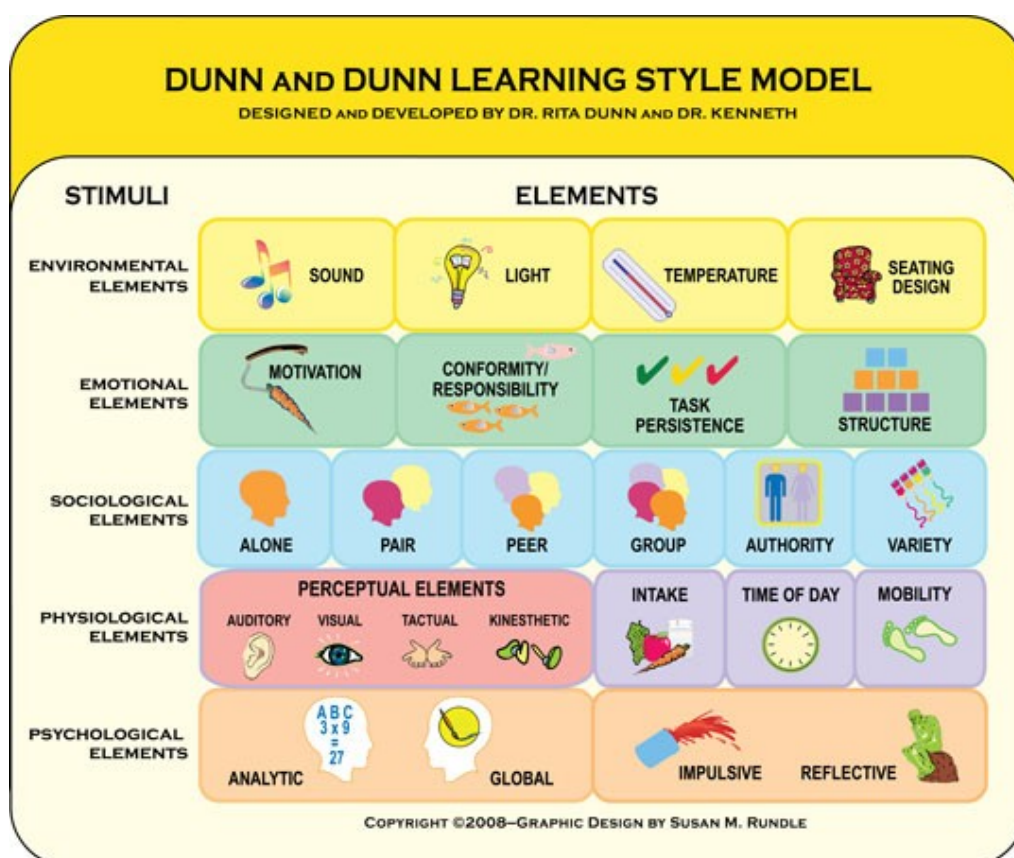 DUNN AND DUNN LEARNING STYLE MODEL
DESIGNED AND DEVELOPED BY DR. RITA DUNN AND DR. KENNETH
STIMULI ELEMENTS
ENVIRONMENTAL
ELEMENTS
SOUND
LIGHT
TEMPERATURE
SEATING
DESIGN
EMOTIONAL
ELEMENTS
MOTIVATION
CONFORMITY/
RESPONSIBILITY
TASK
PERSISTENCE
STRUCTURE
SOCIOLOGICAL
ELEMENTS
ALONE
PAIR
PEER
GROUP
AUTHORITY
VARIETY
PHYSIOLOGICAL
ELEMENTS
PERCEPTUAL ELEMENTS
AUDITORY
VISUAL
TACTUAL
KINESTHETIC
INTAKE
TIME OF DAY
MOBILITY
PSYCHOLOGICAL
ELEMENTS
A B C
3 x 9
=
27
ANALYTIC
GLOBAL
IMPULSIVE
REFLECTIVE
COPYRIGHT ©2008–GRAPHIC DESIGN BY SUSAN M. RUNDLE